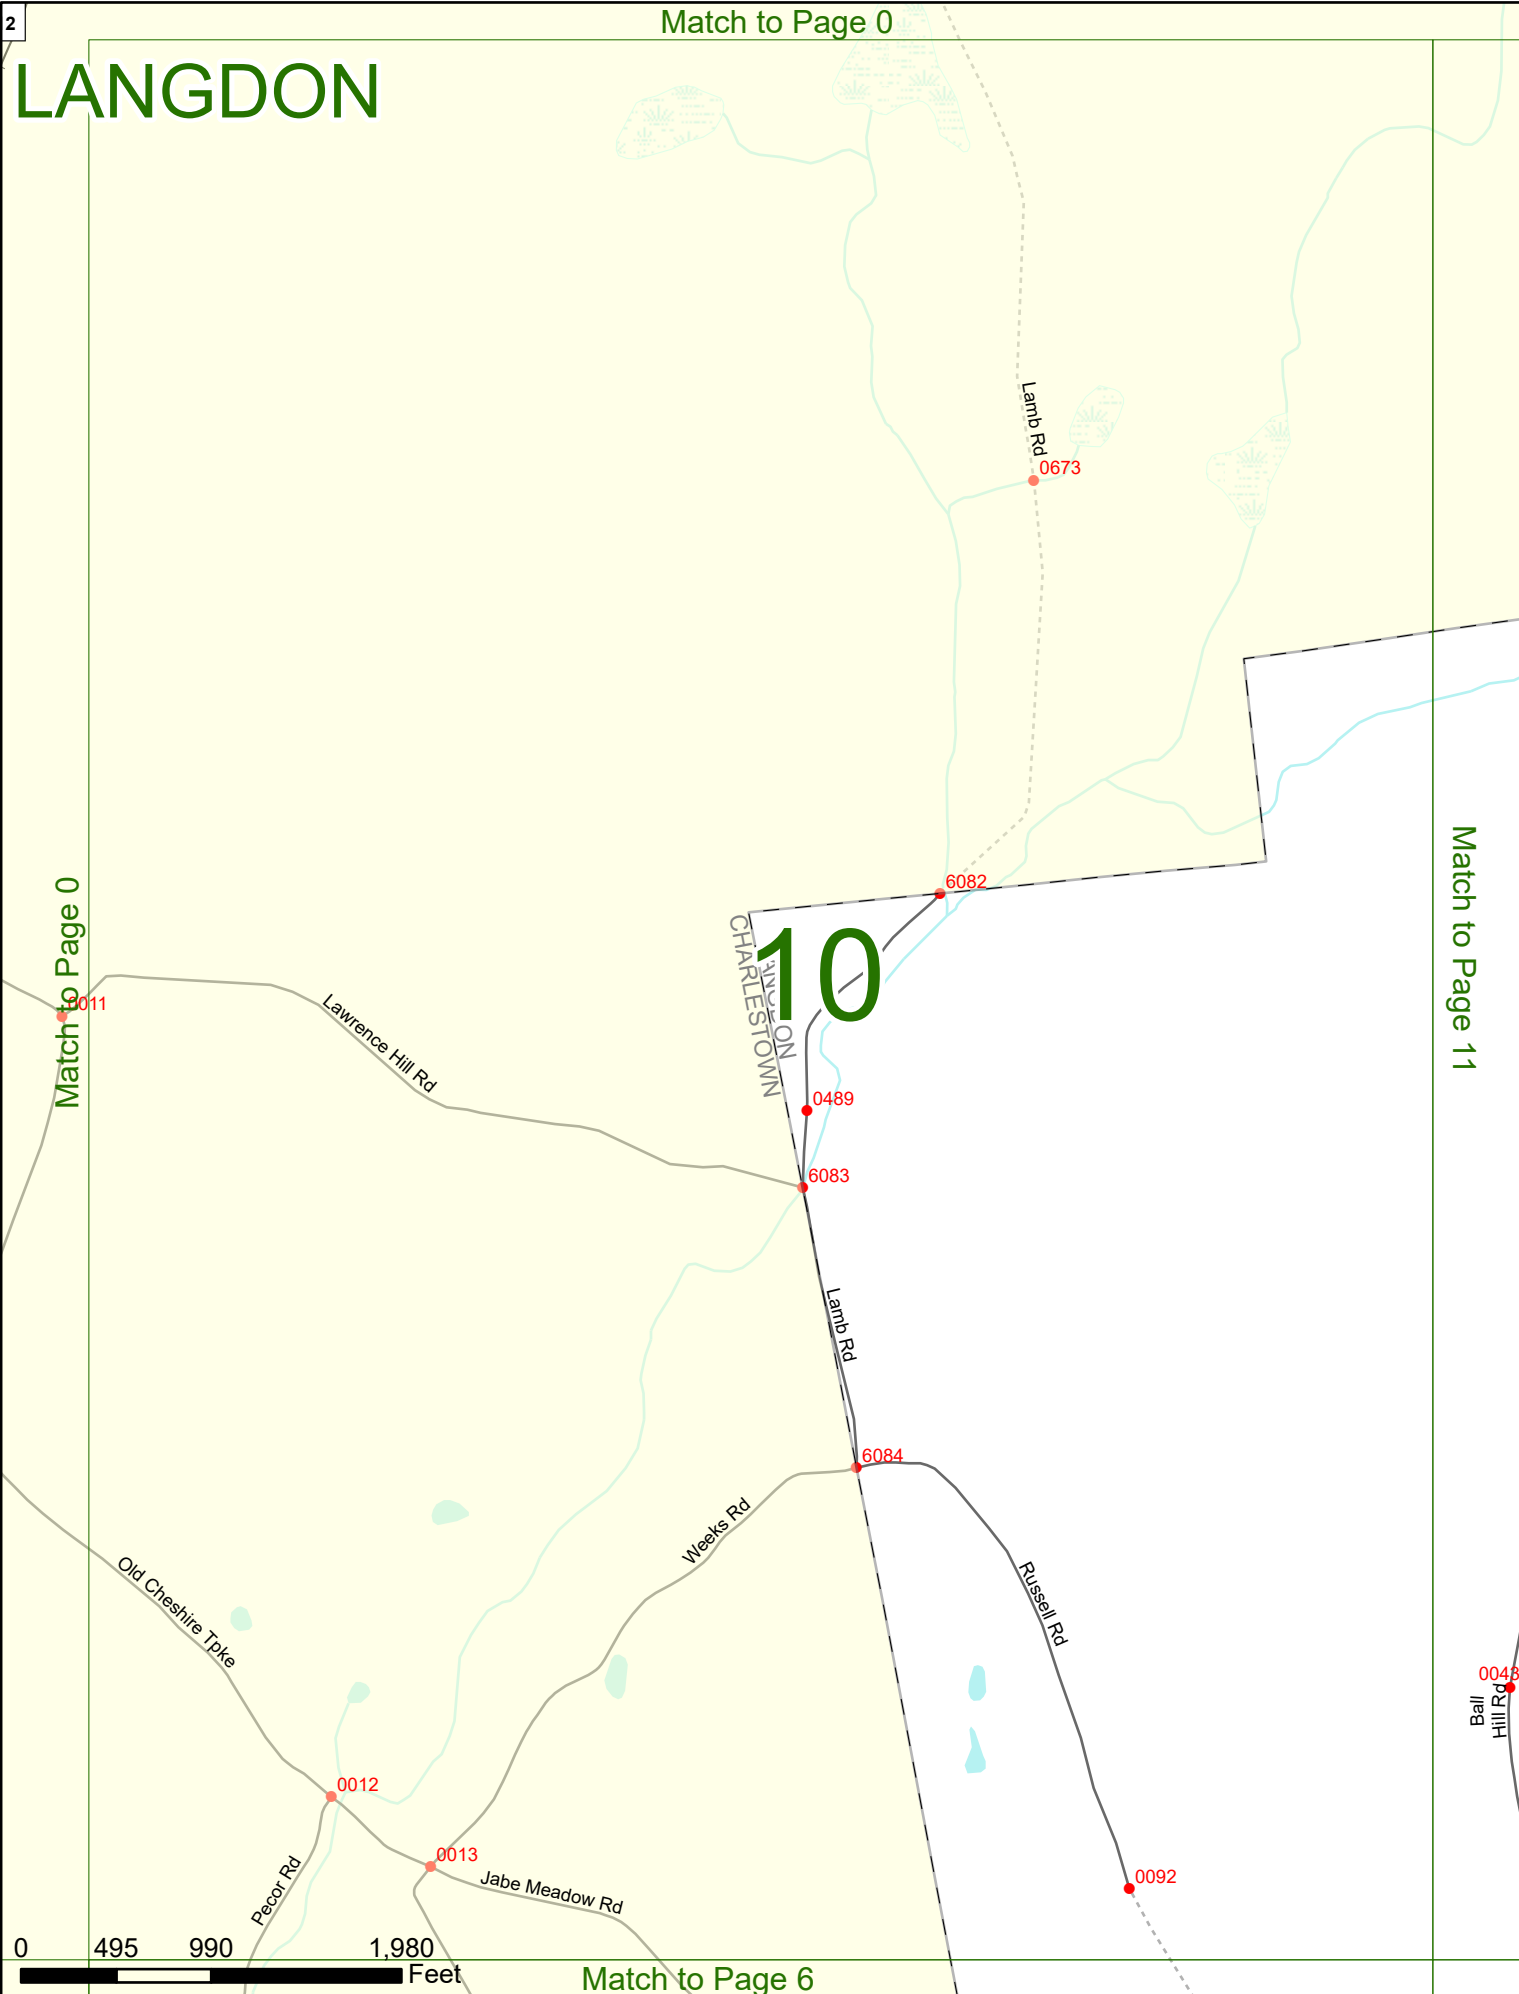 2
Match to Page 0
LANGDON
Lamb Rd
0673
6082
Match to Page 0
Match to Page 11
10
CHARLESTOWN
0011
Lawrence Hill Rd
0489
6083
Lamb Rd
6084
Weeks Rd
Old Cheshire Tpke
Russell Rd
0043
Ball
Hill Rd
0012
0013
Pecor Rd
Jabe Meadow Rd
0092
0 495 990 1,980
Feet
Match to Page 6